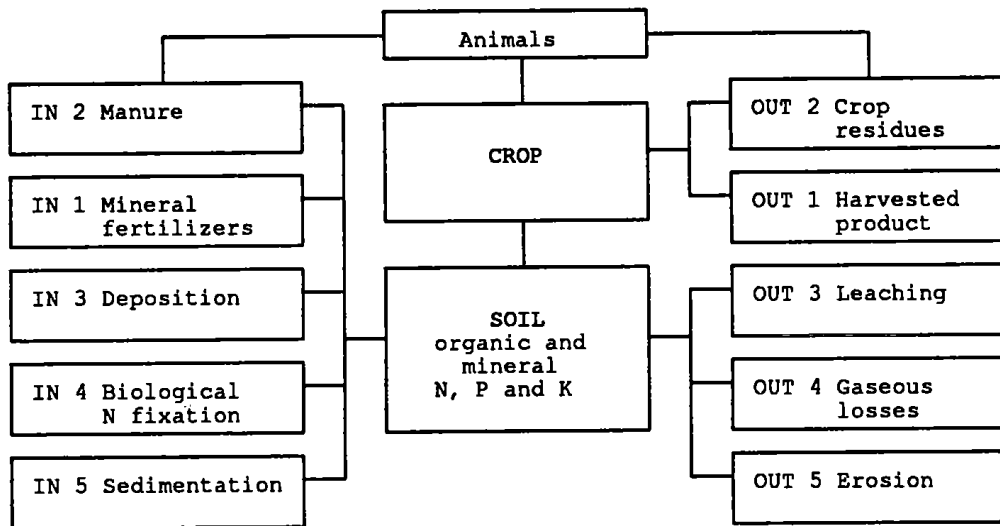 Animals
IN 2 Manure
IN 1 Mineral
fertilizers
IN 3 Deposition
IN 4 Biological
N fixation
IN 5 Sedimentation
CROP
SOIL
organic and
mineral
N, P and K
OUT 2 Crop
residues
OUT 1 Harvested
product
OUT 3 Leaching
OUT 4 Gaseous
losses
OUT 5 Erosion